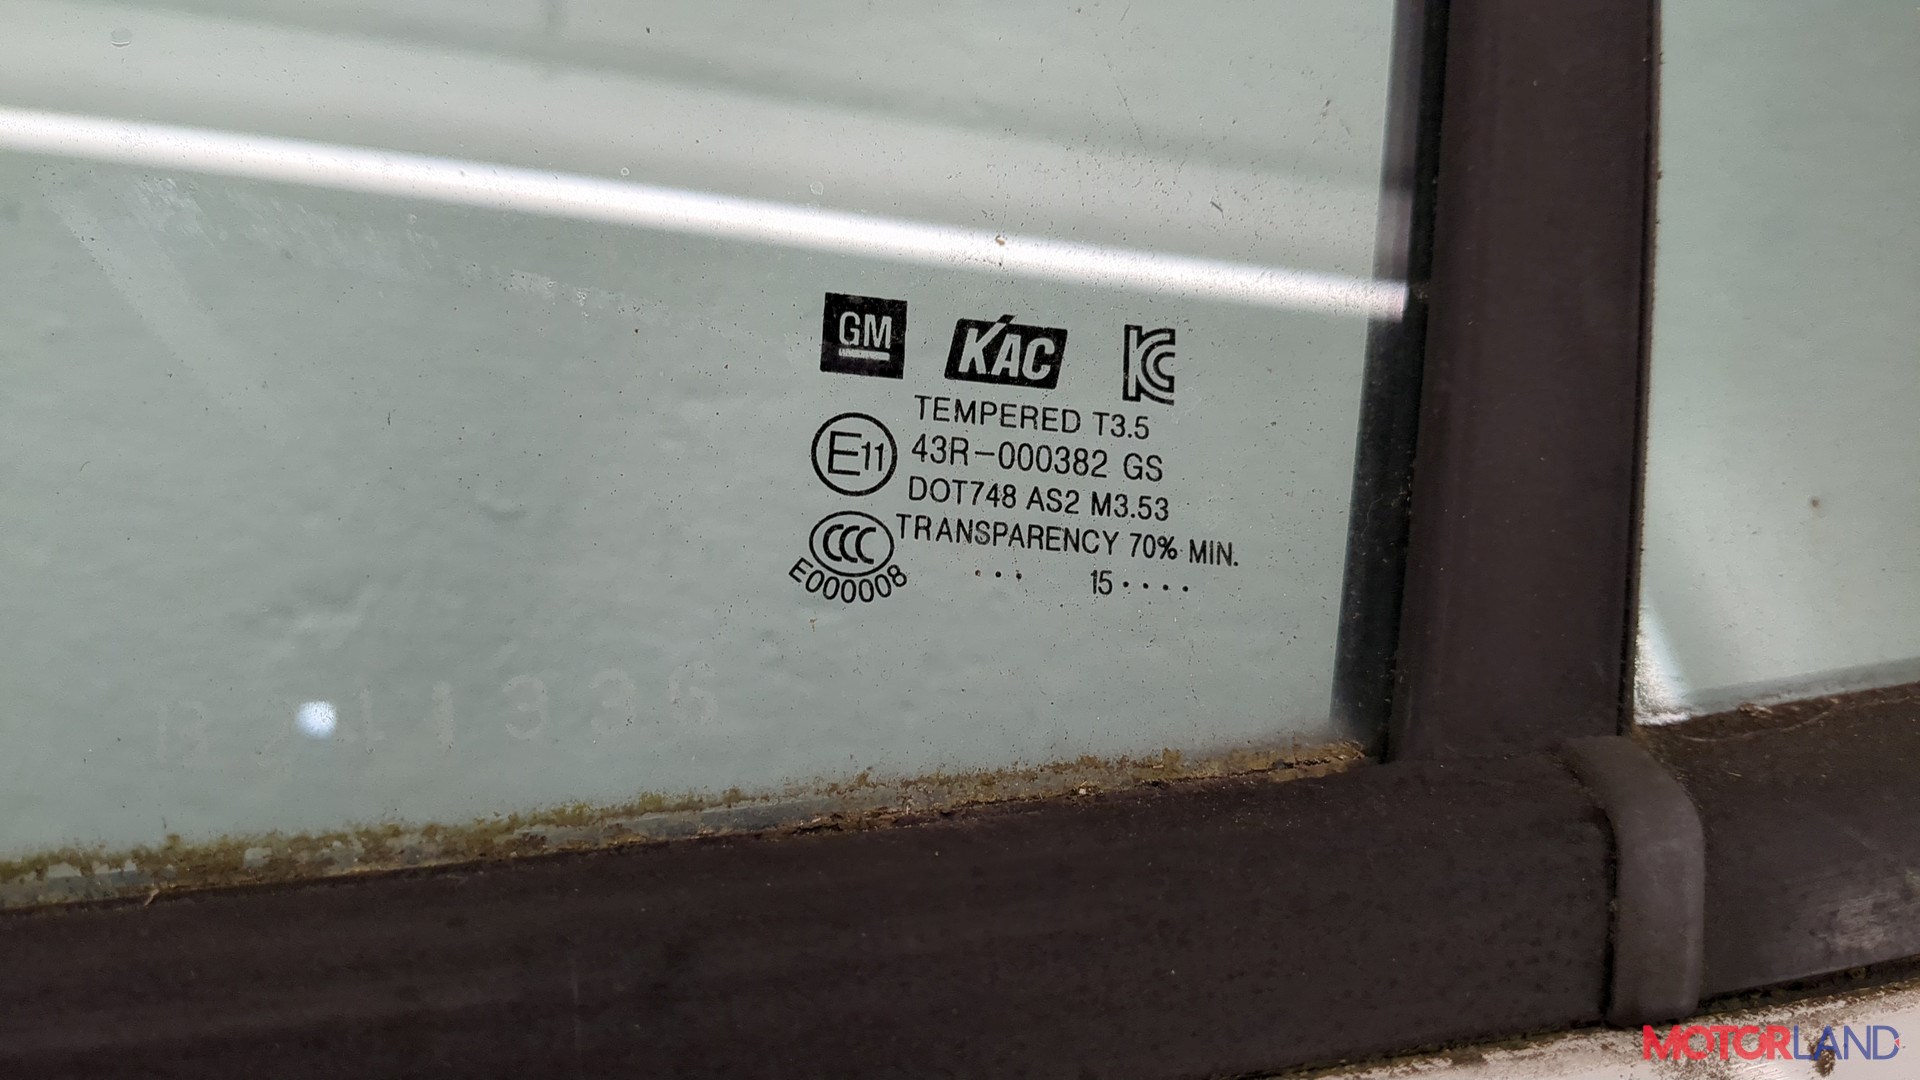 GM
KAC
KC
TEMPERED T3.5
E11
43R-000382 GS
DOT748 AS2 M3.53
CCC
E000008
TRANSPARENCY 70% MIN.
... 15....
MOTORLAND